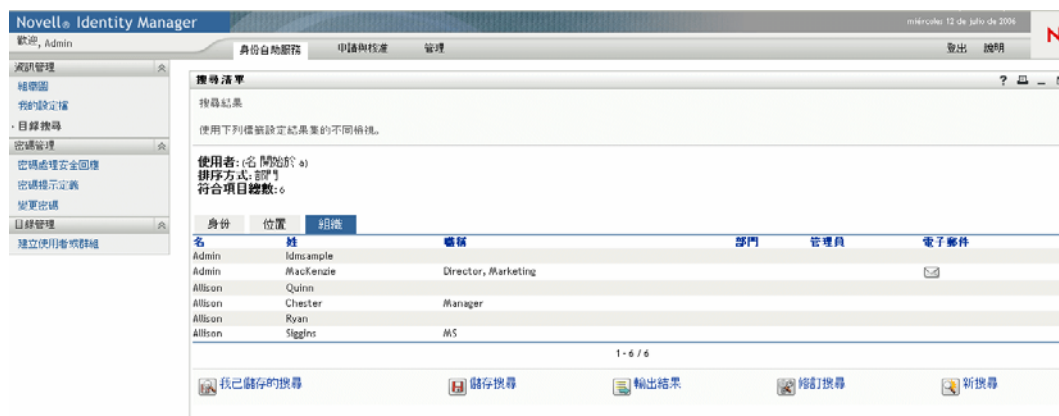 Novell® Identity Manager
miércoles 12 de julio de 2006
N
歡迎, Admin
身份自助服務 申請與核准 管理
登出 說明
資訊管理
組織圖
我的設定檔
· 目錄搜尋
密碼管理
密碼處理安全回應
密碼提示定義
變更密碼
目錄管理
建立使用者或群組
搜尋清單
?
搜尋結果
使用下列標籤設定結果集的不同檢視。
使用者: (名 開始於 a)
排序方式: 部門
符合項目總數: 6
身份 位置 組織
名 姓 職稱 部門 管理員 電子郵件
Admin Idmsample
Admin MacKenzie Director, Marketing
Allison Quinn
Allison Chester Manager
Allison Ryan
Allison Siggins MS
1 - 6 / 6
我已儲存的搜尋 儲存搜尋 輸出結果 修訂搜尋 新搜尋